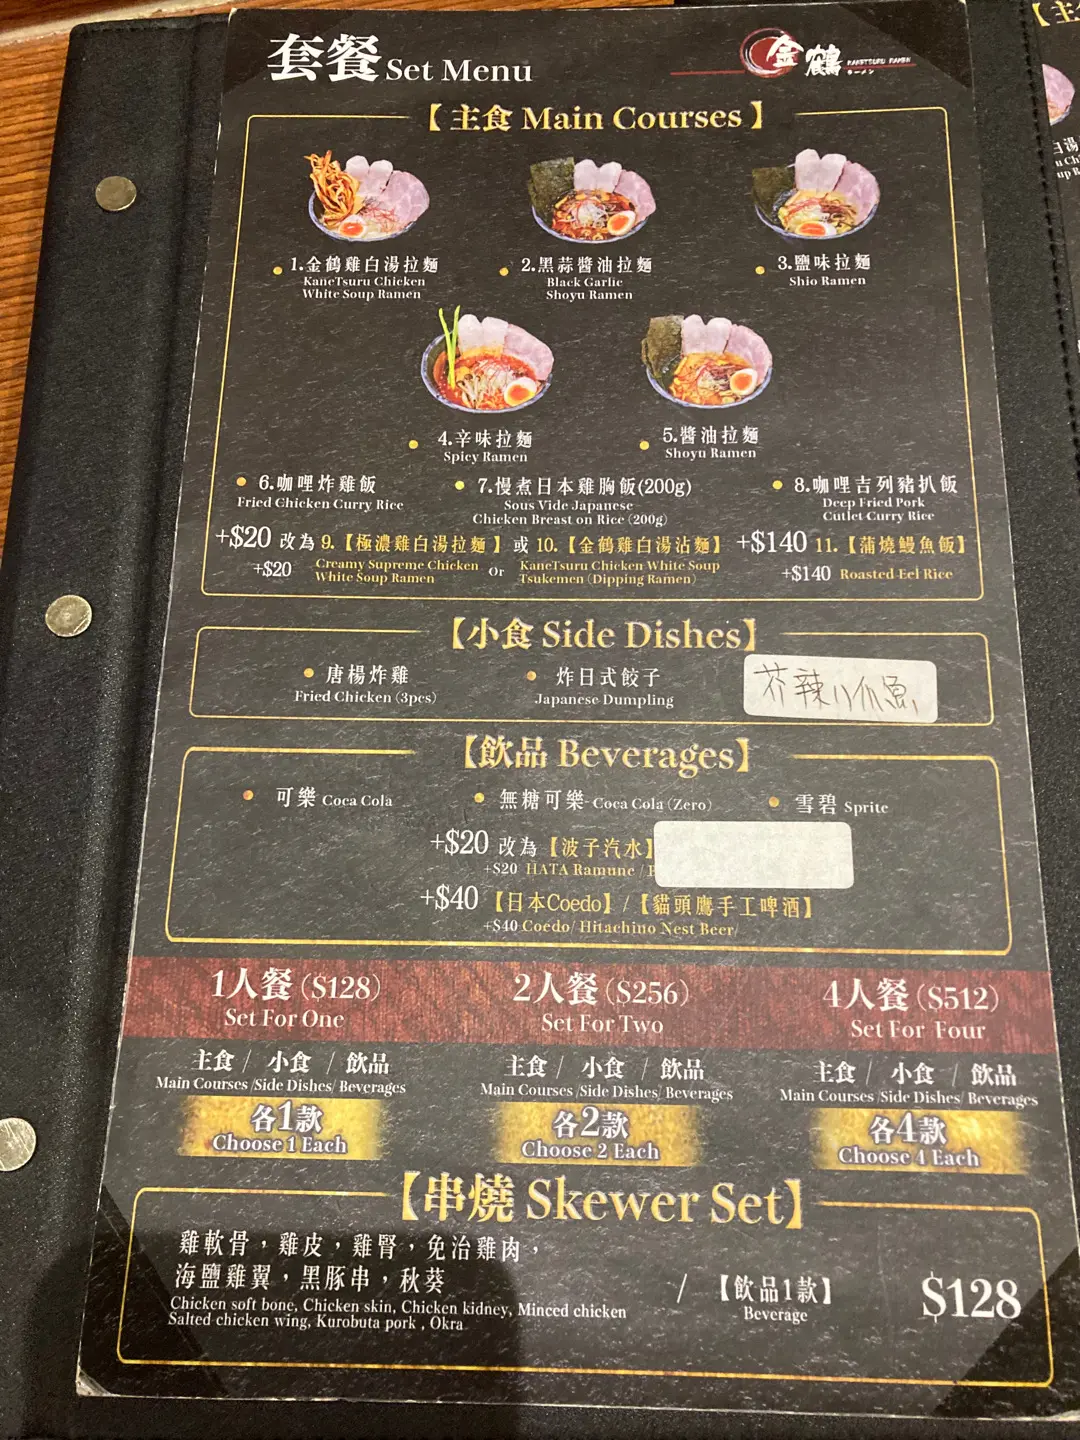 套餐 Set Menu
金鶴 KANETSURU RAMEN
ラーメン
【主食 Main Courses】
1.金鶴雞白湯拉麵
KaneTsuru Chicken
White Soup Ramen
2.黑蒜醬油拉麵
Black Garlic
Shoyu Ramen
3.鹽味拉麵
Shio Ramen
4.辛味拉麵
Spicy Ramen
5.醬油拉麵
Shoyu Ramen
6.咖哩炸雞飯
Fried Chicken Curry Rice
7.慢煮日本雞胸飯(200g)
Sous Vide Japanese
Chicken Breast on Rice (200g)
8.咖哩吉列豬扒飯
Deep Fried Pork
Cutlet Curry Rice
+$20 改為 9.【極濃雞白湯拉麵】或 10.【金鶴雞白湯沾麵】 +$140 11.【蒲燒鰻魚飯】
+$20 Creamy Supreme Chicken White Soup Ramen Or KaneTsuru Chicken White Soup Tsukemen (Dipping Ramen) +$140 Roasted Eel Rice
【小食 Side Dishes】
唐楊炸雞
Fried Chicken (3pcs)
炸日式餃子
Japanese Dumpling
芥辣八爪魚
【飲品 Beverages】
可樂 Coca Cola
無糖可樂 Coca Cola (Zero)
雪碧 Sprite
+$20 改為【波子汽水】
+$20 HATA Ramune /
+$40【日本Coedo】/【貓頭鷹手工啤酒】
+$40 Coedo/ Hitachino Nest Beer/
1人餐 ($128)
Set For One
2人餐 ($256)
Set For Two
4人餐 ($512)
Set For Four
主食 / 小食 / 飲品
Main Courses /Side Dishes/ Beverages
各1款
Choose 1 Each
主食 / 小食 / 飲品
Main Courses /Side Dishes/ Beverages
各2款
Choose 2 Each
主食 / 小食 / 飲品
Main Courses /Side Dishes/ Beverages
各4款
Choose 4 Each
【串燒 Skewer Set】
雞軟骨，雞皮，雞腎，免治雞肉，
海鹽雞翼，黑豚串，秋葵
Chicken soft bone, Chicken skin, Chicken kidney, Minced chicken
Salted chicken wing, Kurobuta pork , Okra
/【飲品1款】
Beverage
$128